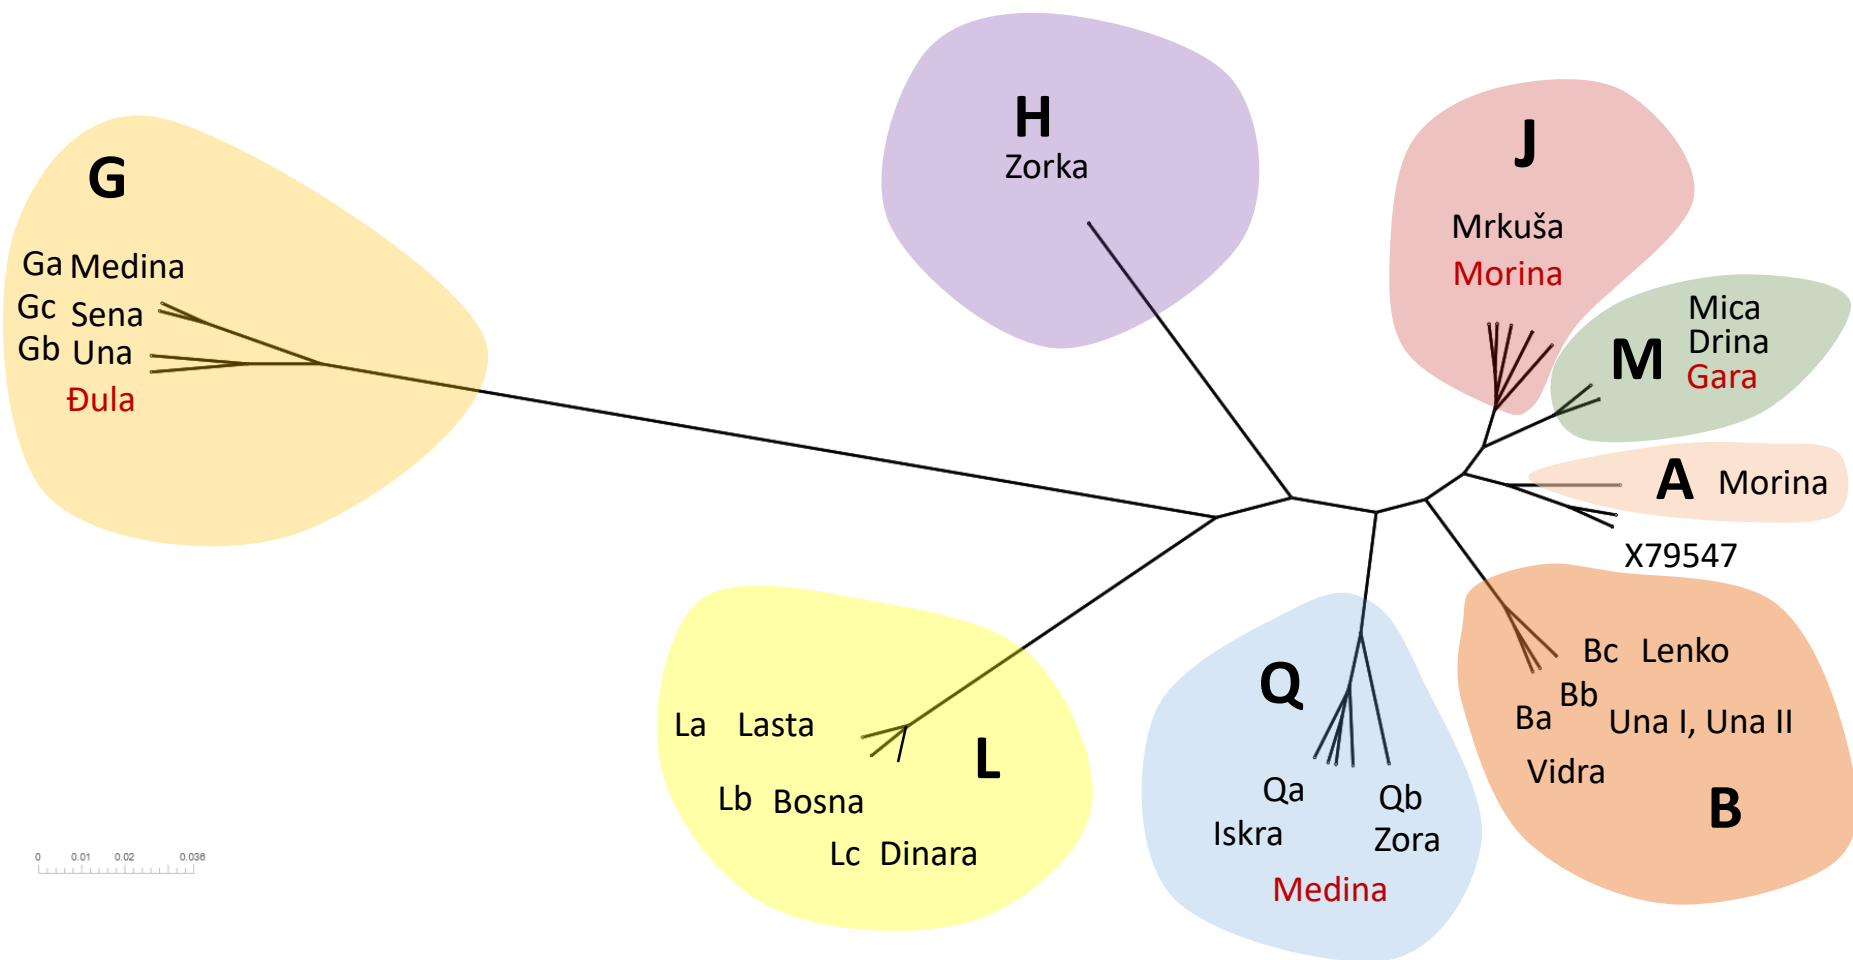 G
Ga Medina
Gc Sena
Gb Una
Đula
H
Zorka
J
Mrkuša
Morina
M
Mica
Drina
Gara
A Morina
X79547
Bc Lenko
Bb
Ba
Una I, Una II
Vidra
B
Q
Qa
Iskra
Qb
Zora
Medina
L
La Lasta
Lb Bosna
Lc Dinara
0 0.01 0.02 0.036